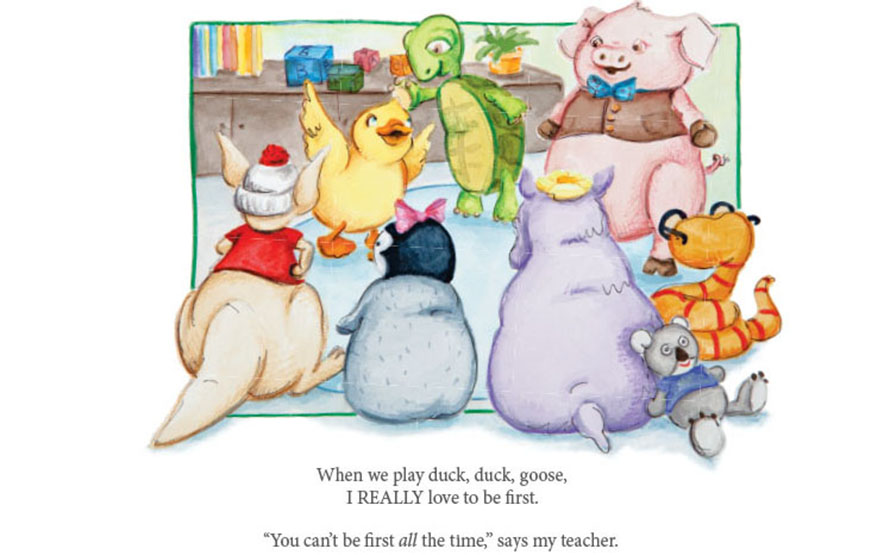 B
B
When we play duck, duck, goose,
I REALLY love to be first.
“You can’t be first all the time,” says my teacher.